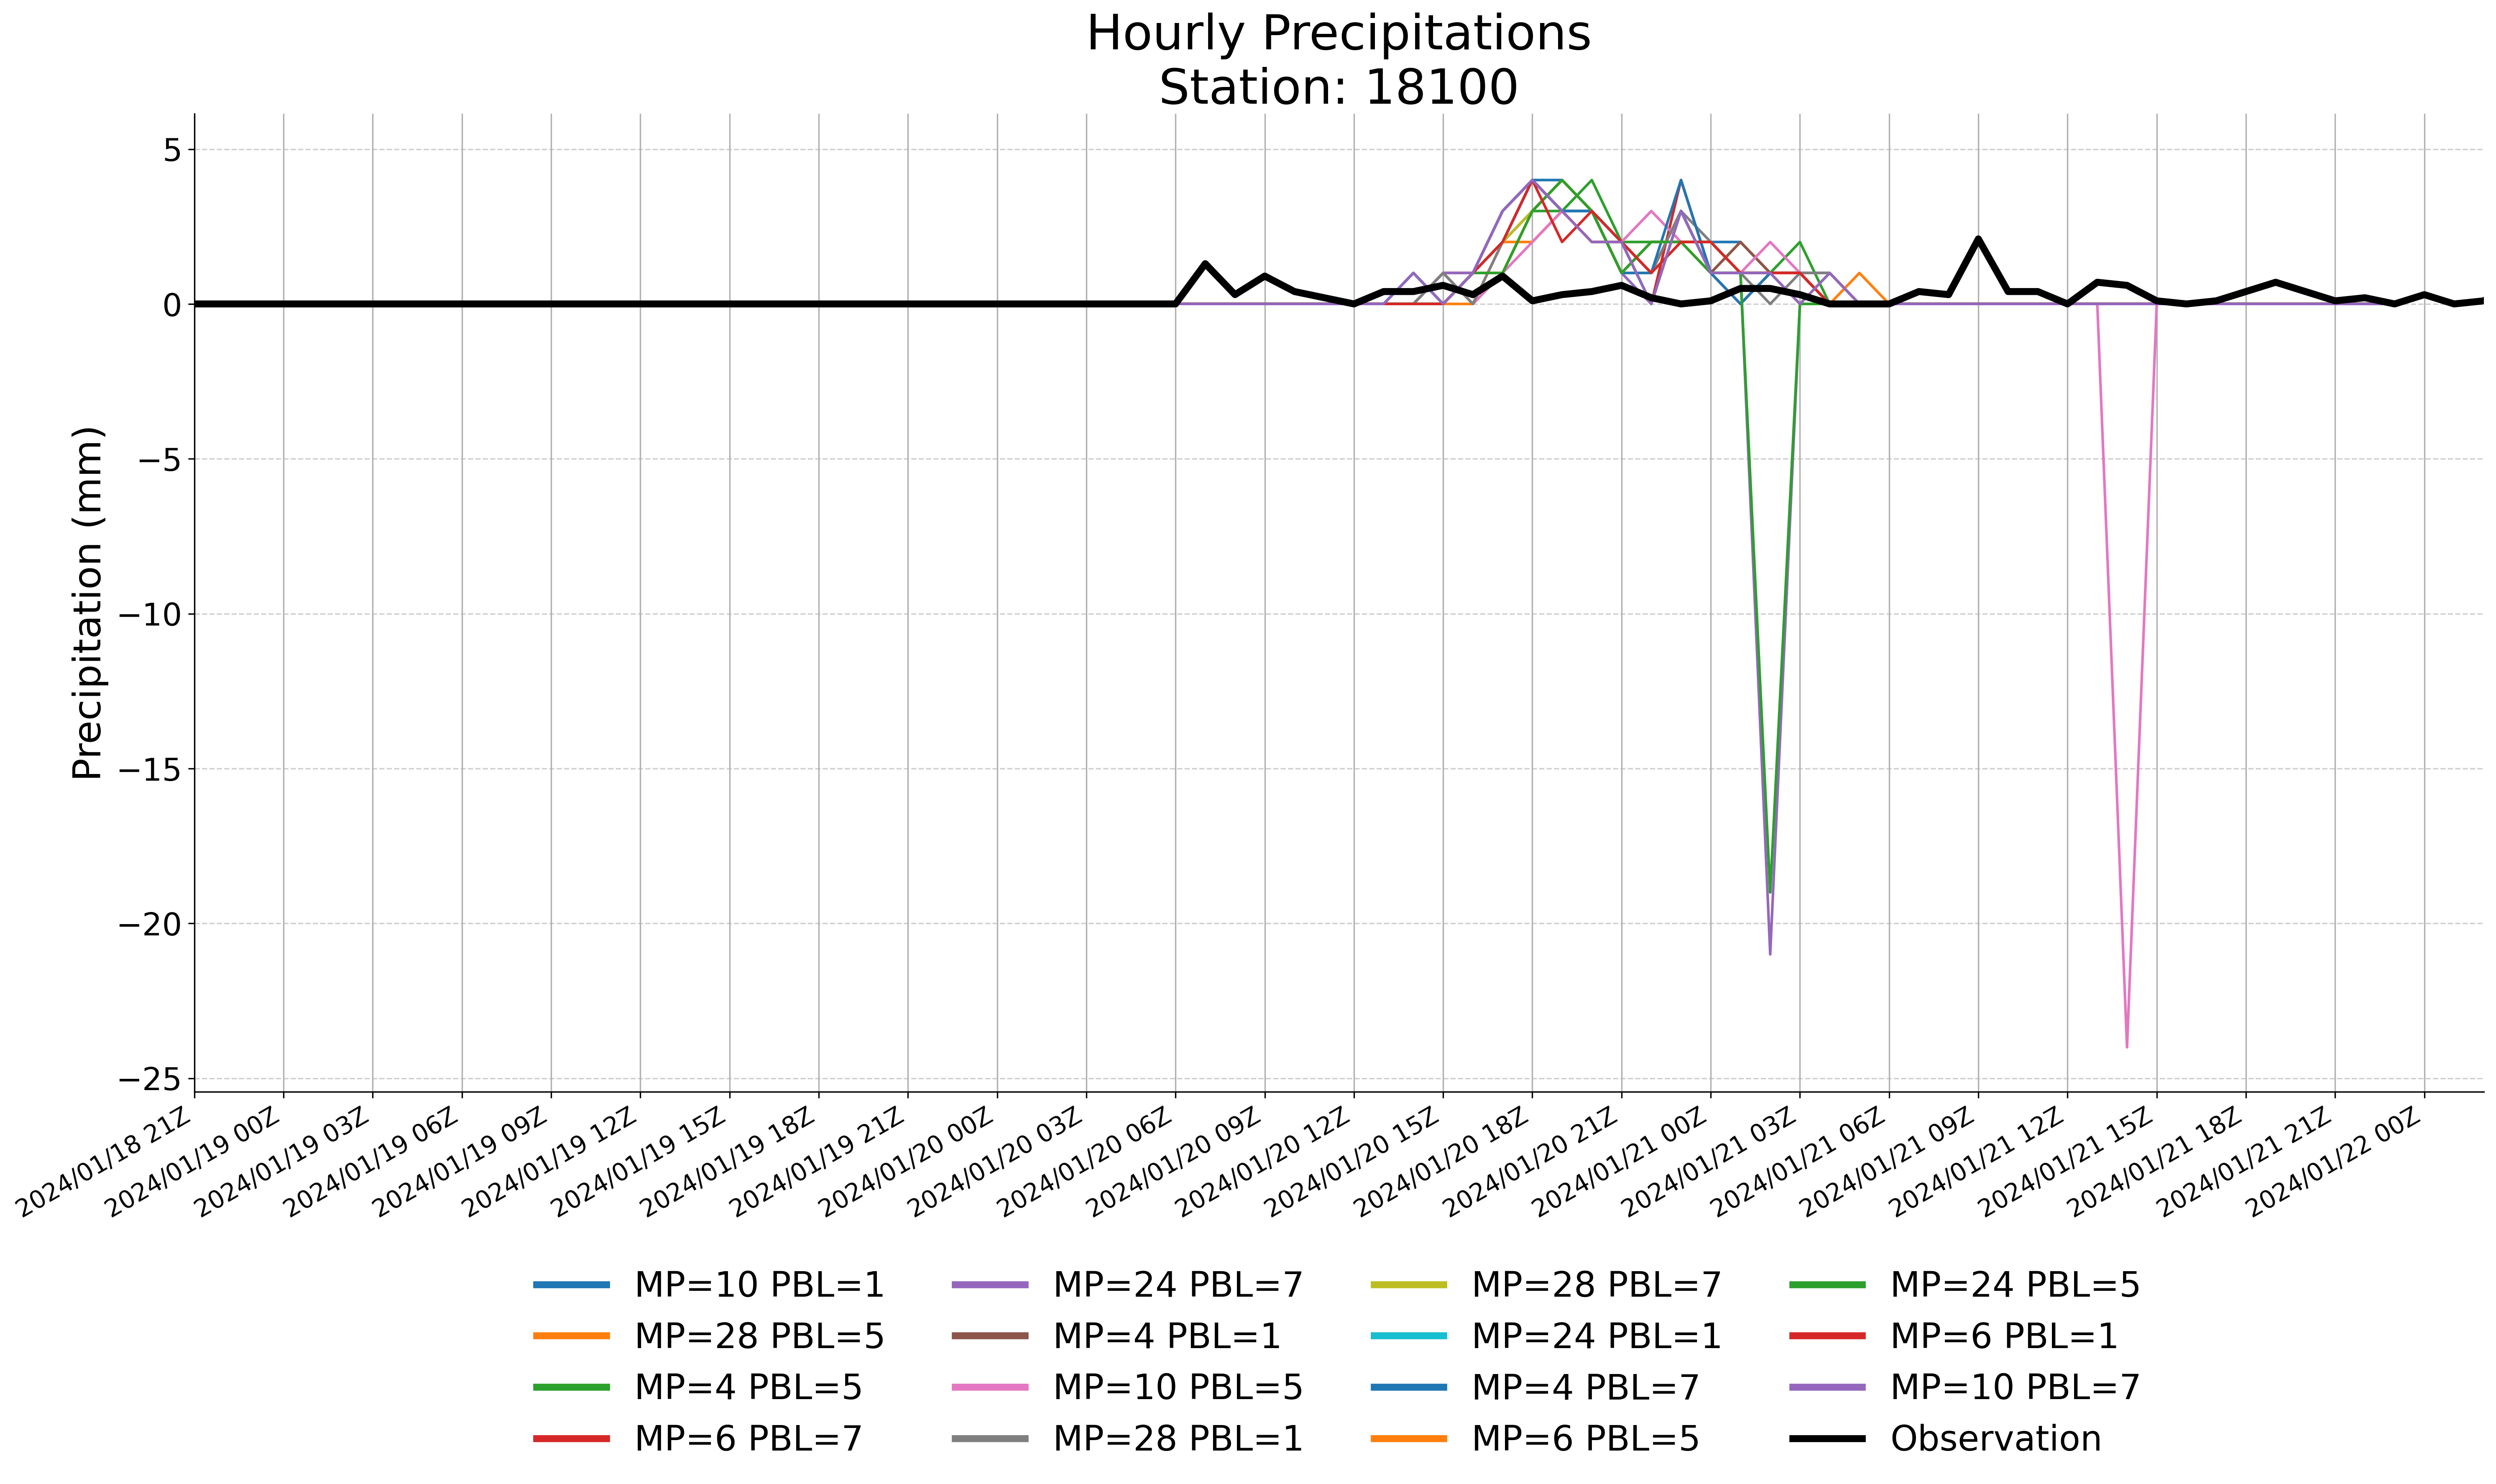 Hourly Precipitations
Station: 18100
Precipitation (mm)
5
0
−5
−10
−15
−20
−25
2024/01/18 21Z
2024/01/19 00Z
2024/01/19 03Z
2024/01/19 06Z
2024/01/19 09Z
2024/01/19 12Z
2024/01/19 15Z
2024/01/19 18Z
2024/01/19 21Z
2024/01/20 00Z
2024/01/20 03Z
2024/01/20 06Z
2024/01/20 09Z
2024/01/20 12Z
2024/01/20 15Z
2024/01/20 18Z
2024/01/20 21Z
2024/01/21 00Z
2024/01/21 03Z
2024/01/21 06Z
2024/01/21 09Z
2024/01/21 12Z
2024/01/21 15Z
2024/01/21 18Z
2024/01/21 21Z
2024/01/22 00Z
MP=10 PBL=1
MP=28 PBL=5
MP=4 PBL=5
MP=6 PBL=7
MP=24 PBL=7
MP=4 PBL=1
MP=10 PBL=5
MP=28 PBL=1
MP=28 PBL=7
MP=24 PBL=1
MP=4 PBL=7
MP=6 PBL=5
MP=24 PBL=5
MP=6 PBL=1
MP=10 PBL=7
Observation